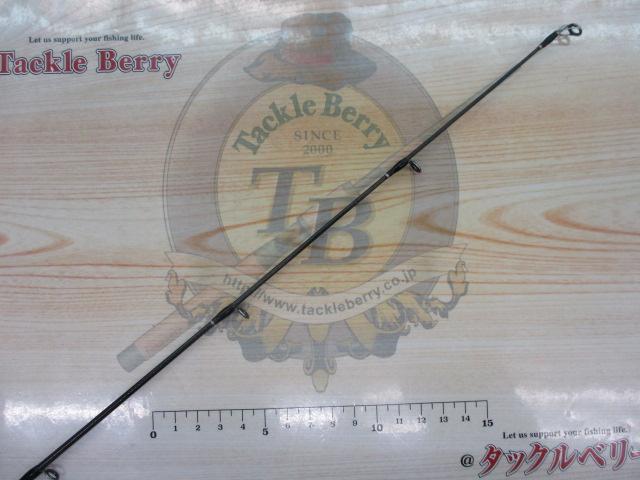 Let us support your fishing life.
Tackle Berry
Tackle Berry
SINCE
2000
TB
http://www.tackleberry.co.jp
0 1 2 3 4 5 6 7 8 9 10 11 12 13 14 15
Let us support your fishing life.
@タックルベリー